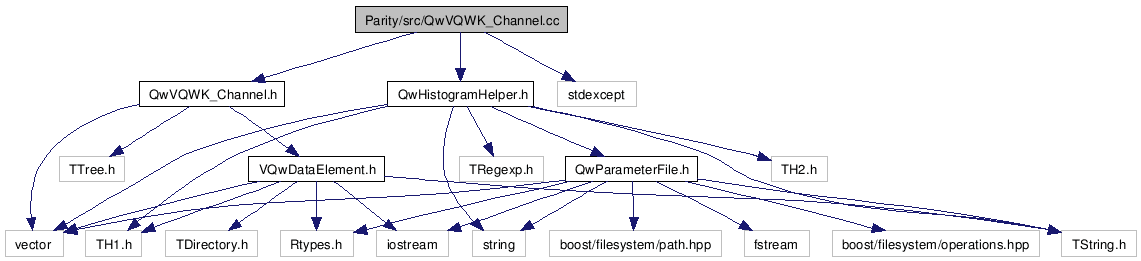 Parity/src/QwVQWK_Channel.cc
QwVQWK_Channel.h
QwHistogramHelper.h
stdexcept
TTree.h
VQwDataElement.h
TRegexp.h
QwParameterFile.h
TH2.h
vector
TH1.h
TDirectory.h
Rtypes.h
iostream
string
boost/filesystem/path.hpp
fstream
boost/filesystem/operations.hpp
TString.h